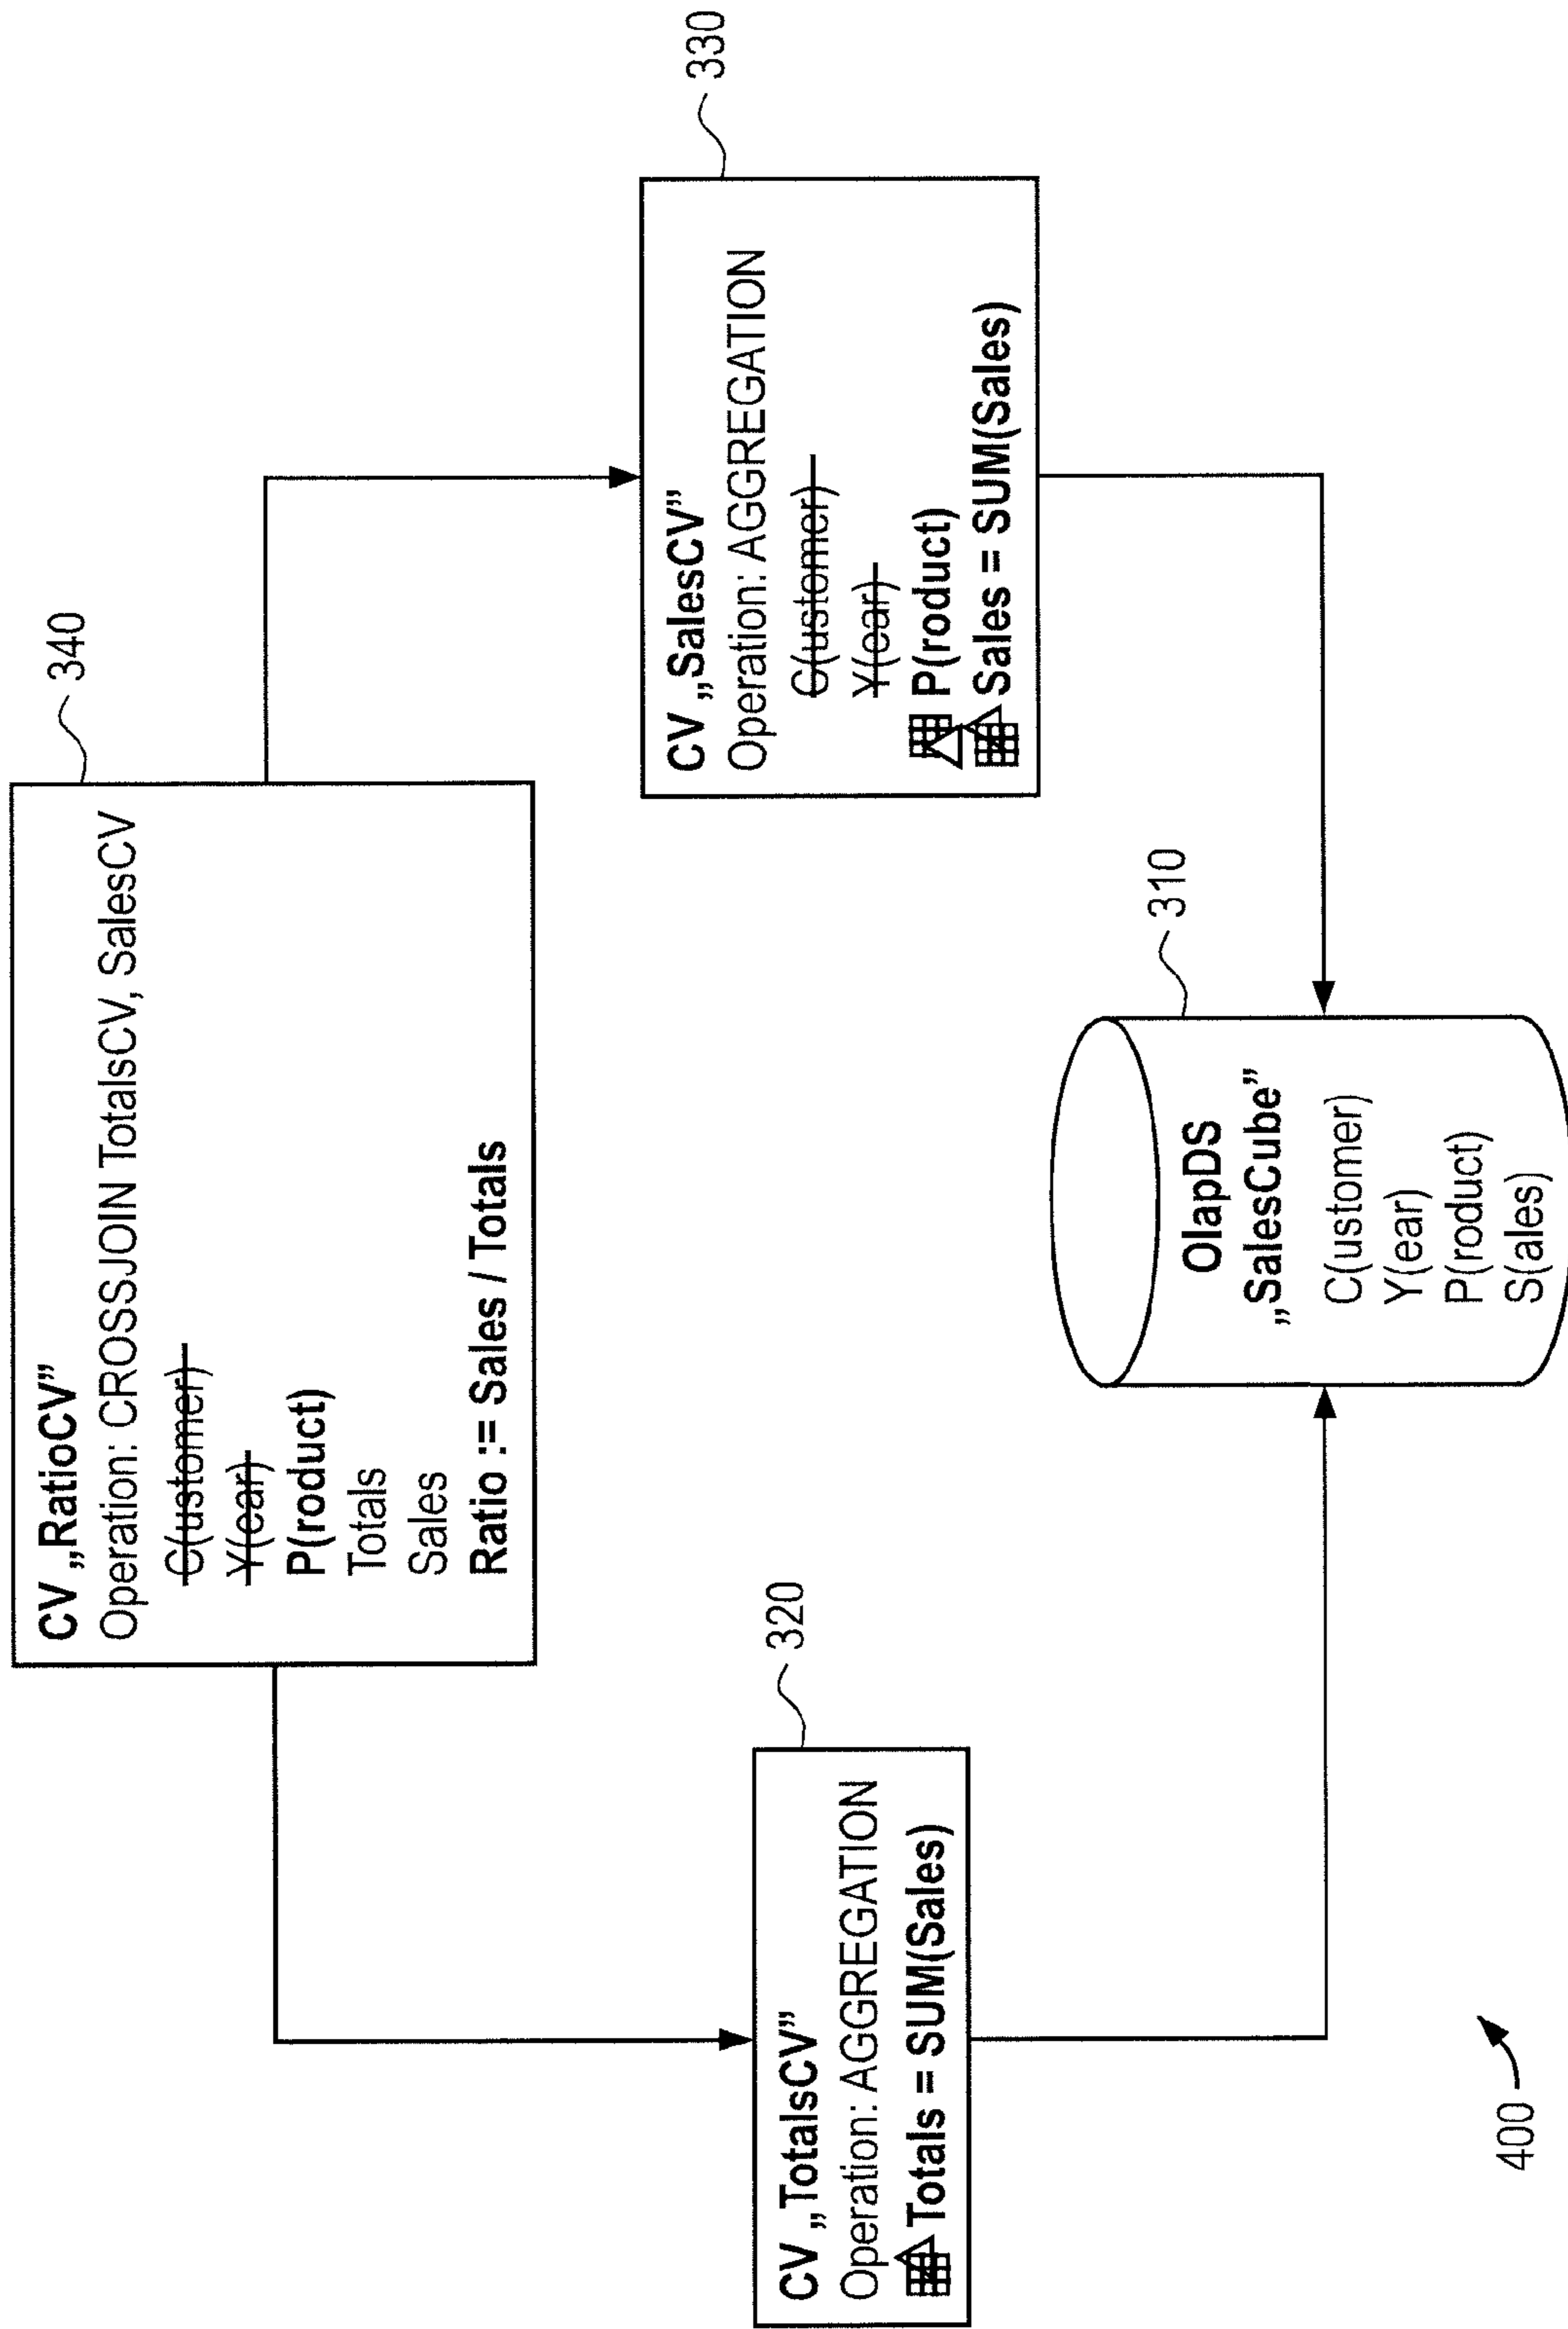 340
CV „RatioCV”
Operation: CROSSJOIN TotalsCV, SalesCV
C(ustomer)
Y(ear)
P(roduct)
Totals
Sales
Ratio := Sales / Totals
320
CV „TotalsCV”
Operation: AGGREGATION
Totals = SUM(Sales)
330
CV „SalesCV”
Operation: AGGREGATION
C(ustomer)
Y(ear)
P(roduct)
Sales = SUM(Sales)
310
OlapDS
„SalesCube”
C(ustomer)
Y(ear)
P(roduct)
S(ales)
400